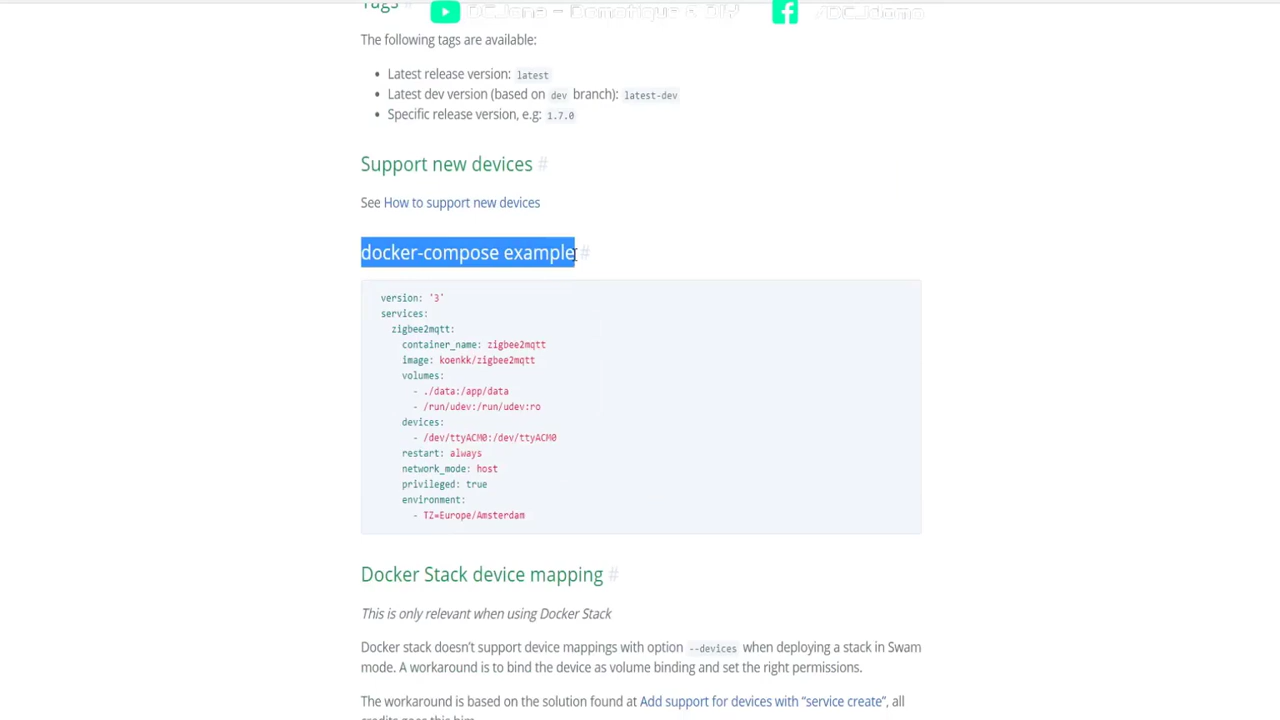 Tags #
The following tags are available:
Latest release version: latest
Latest dev version (based on dev branch): latest-dev
Specific release version, e.g: 1.7.0
Support new devices #
See How to support new devices
docker-compose example #
version: '3'
services:
zigbee2mqtt:
container_name: zigbee2mqtt
image: koenkk/zigbee2mqtt
volumes:
- ./data:/app/data
- /run/udev:/run/udev:ro
devices:
- /dev/ttyACM0:/dev/ttyACM0
restart: always
network_mode: host
privileged: true
environment:
- TZ=Europe/Amsterdam
Docker Stack device mapping #
This is only relevant when using Docker Stack
Docker stack doesn't support device mappings with option --devices when deploying a stack in Swam
mode. A workaround is to bind the device as volume binding and set the right permissions.
The workaround is based on the solution found at Add support for devices with “service create”, all
credits goes this him